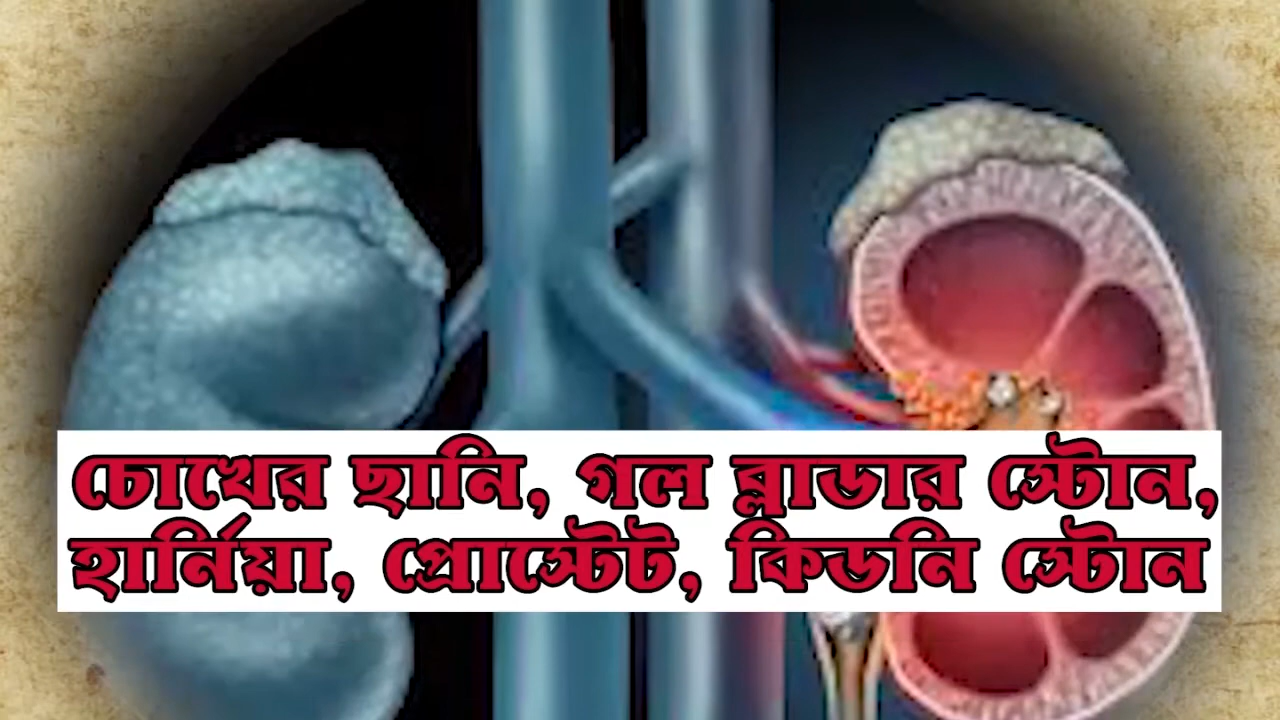 চোখের ছানি, গল ব্লাডার স্টোন,
হার্নিয়া, প্রোস্টেট, কিডনি স্টোন